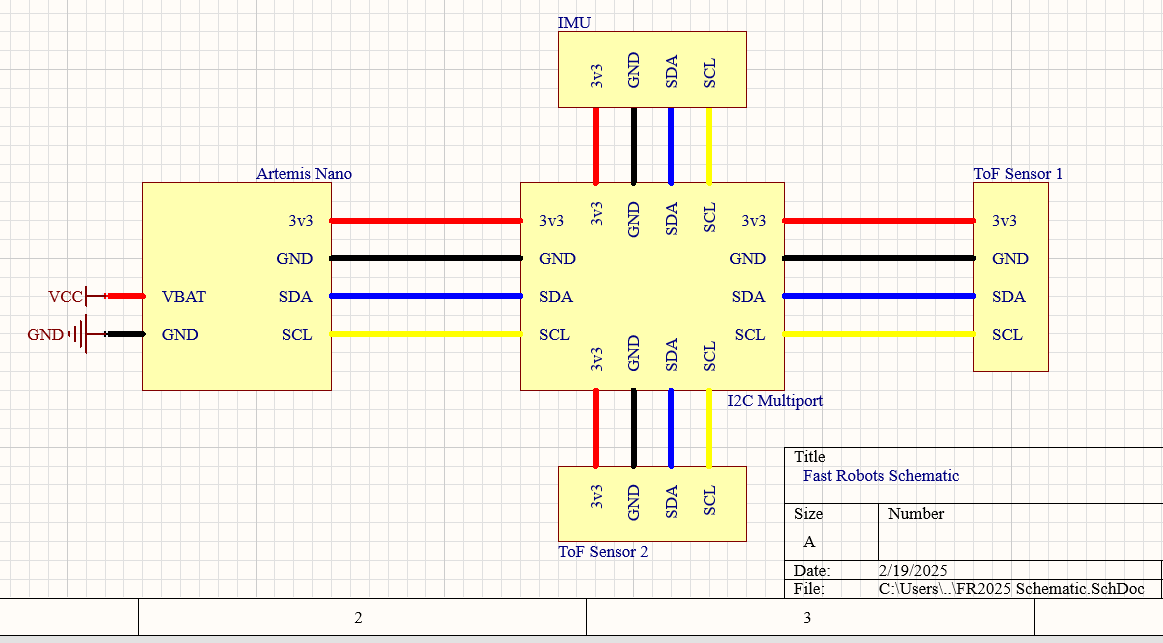 IMU
3v3 GND SDA SCL
Artemis Nano
3v3
GND
VBAT SDA
GND SCL
VCC
GND
3v3 GND SDA SCL
3v3 3v3
GND GND
SDA SDA
SCL SCL
3v3 GND SDA SCL
I2C Multiport
ToF Sensor 1
3v3
GND
SDA
SCL
3v3 GND SDA SCL
ToF Sensor 2
Title
Fast Robots Schematic
Size Number
A
Date: 2/19/2025
File: C:\Users\..\FR2025 Schematic.SchDoc
2 3